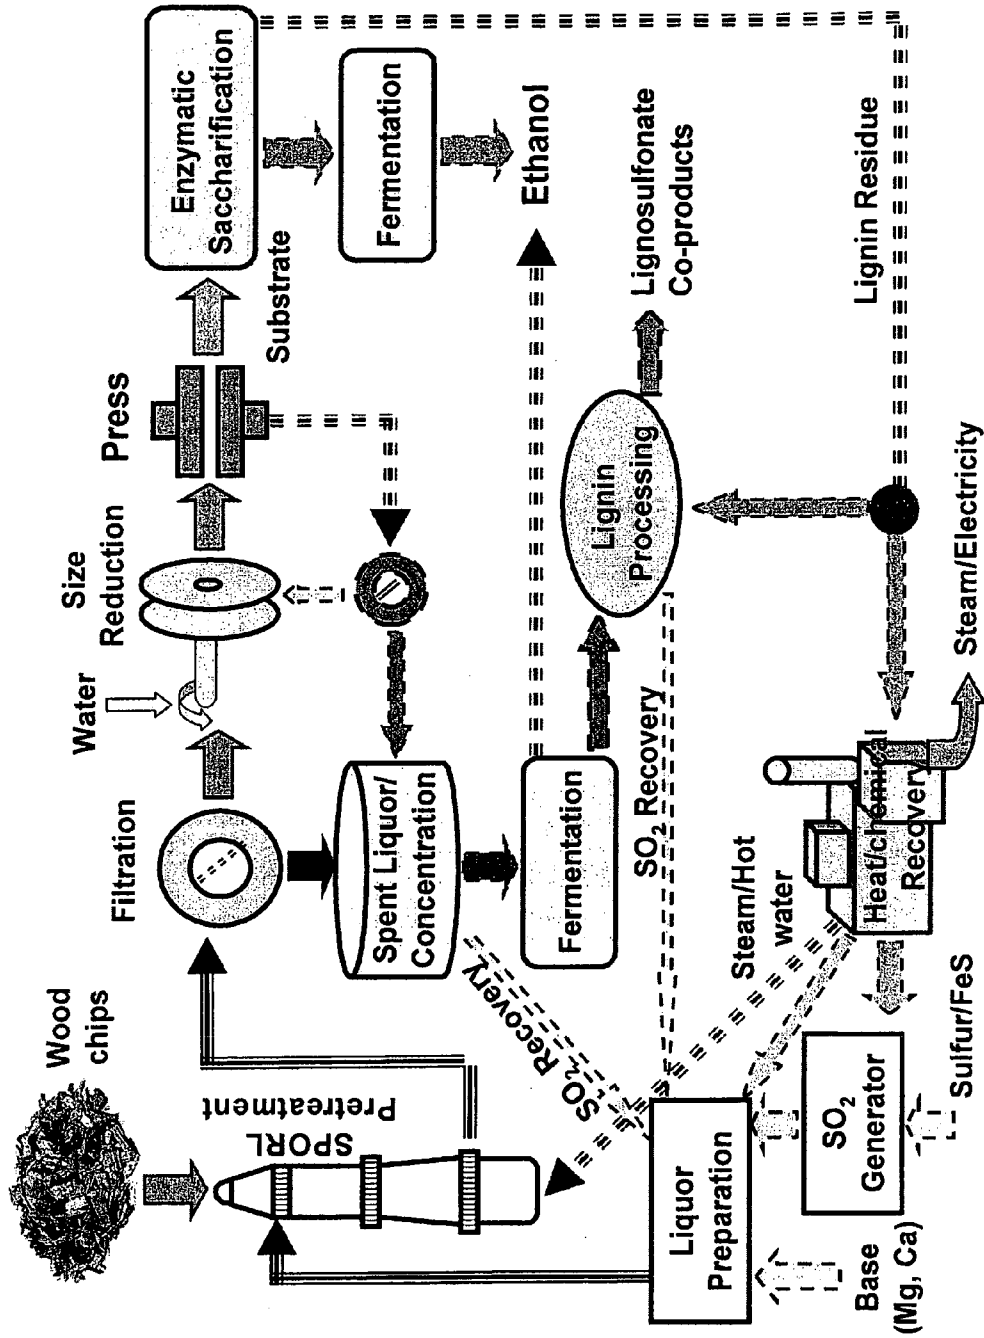 Wood
chips
SPORL
Pretreatment
Filtration
Water
Size
Reduction
Press
Substrate
Enzymatic
Saccharification
Fermentation
Ethanol
Spent Liquor/
Concentration
Fermentation
SO₂ Recovery
SO₂ Recovery
Lignin
Processing
Lignosulfonate
Co-products
Lignin Residue
Liquor
Preparation
Steam/Hot
water
Heat/chemical
Recovery
Steam/Electricity
SO₂
Generator
Base
(Mg, Ca)
Sulfur/FeS